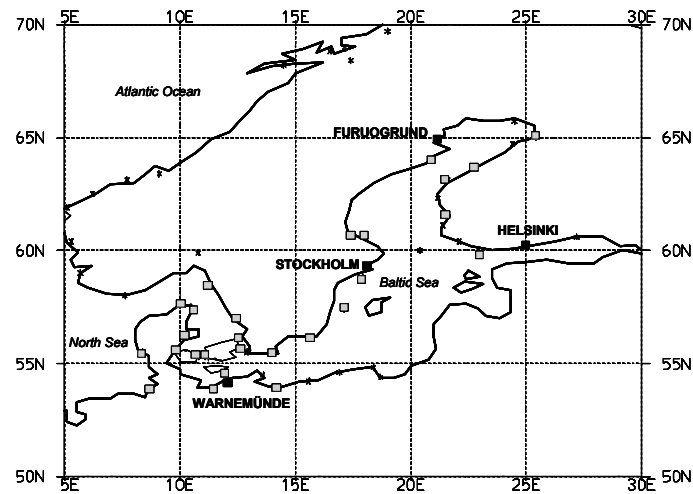 5E 10E 15E 20E 25E 30E
70N 70N
Atlantic Ocean
FURUOGRUND
65N 65N
HELSINKI
60N 60N
STOCKHOLM
Baltic Sea
North Sea
55N 55N
WARNEMÜNDE
50N 50N
5E 10E 15E 20E 25E 30E